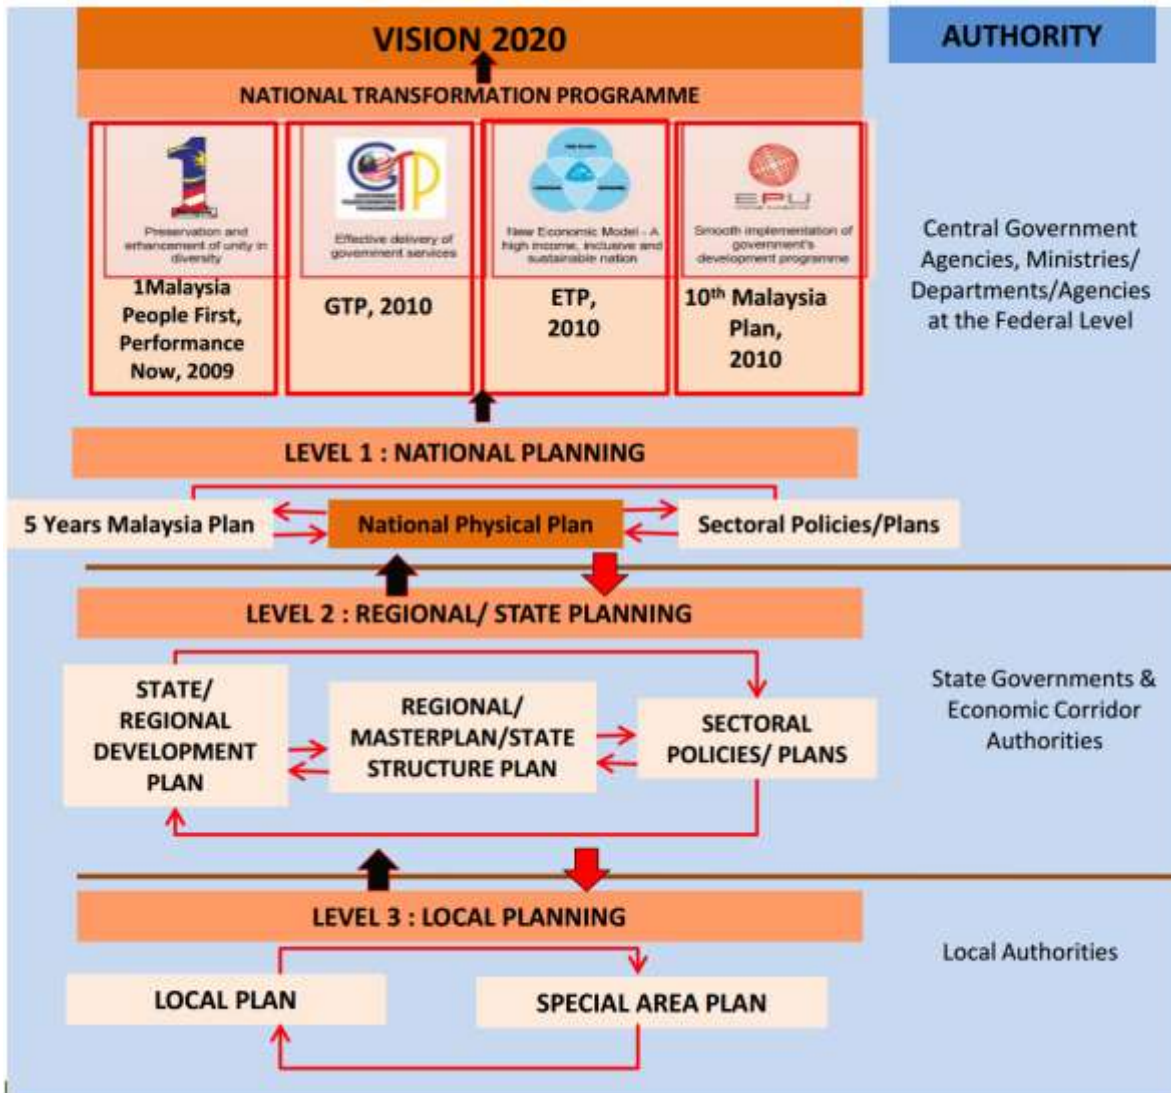 VISION 2020
AUTHORITY
NATIONAL TRANSFORMATION PROGRAMME
1
Preservation and
enhancement of unity in
diversity
1Malaysia
People First,
Performance
Now, 2009
GTP
Effective delivery of
government services
GTP, 2010
New Economic Model - A
high income, inclusive and
sustainable nation
ETP,
2010
EPU
Smooth implementation of
government's
development programme
10th Malaysia
Plan,
2010
Central Government
Agencies, Ministries/
Departments/Agencies
at the Federal Level
LEVEL 1 : NATIONAL PLANNING
5 Years Malaysia Plan
National Physical Plan
Sectoral Policies/Plans
LEVEL 2 : REGIONAL/ STATE PLANNING
STATE/
REGIONAL
DEVELOPMENT
PLAN
REGIONAL/
MASTERPLAN/STATE
STRUCTURE PLAN
SECTORAL
POLICIES/ PLANS
State Governments &
Economic Corridor
Authorities
LEVEL 3 : LOCAL PLANNING
LOCAL PLAN
SPECIAL AREA PLAN
Local Authorities